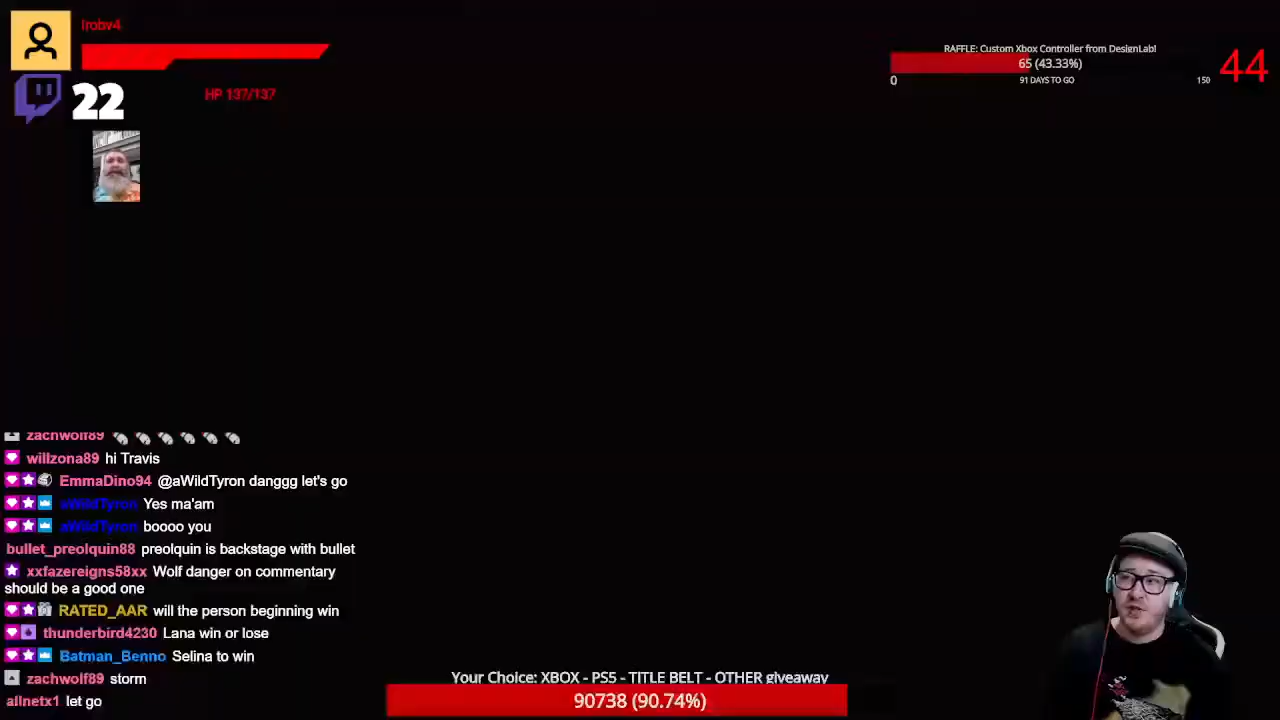 lrobv4
22
HP 137/137
RAFFLE: Custom Xbox Controller from DesignLab!
65 (43.33%)
0
91 DAYS TO GO
150
44
zachwolf89
willzona89 hi Travis
EmmaDino94 @aWildTyron danggg let's go
aWildTyron Yes ma'am
aWildTyron boooo you
bullet_preolquin88 preolquin is backstage with bullet
xxfazereigns58xx Wolf danger on commentary
should be a good one
RATED_AAR will the person beginning win
thunderbird4230 Lana win or lose
Batman_Benno Selina to win
zachwolf89 storm
allnetx1 let go
Your Choice: XBOX - PS5 - TITLE BELT - OTHER giveaway
90738 (90.74%)